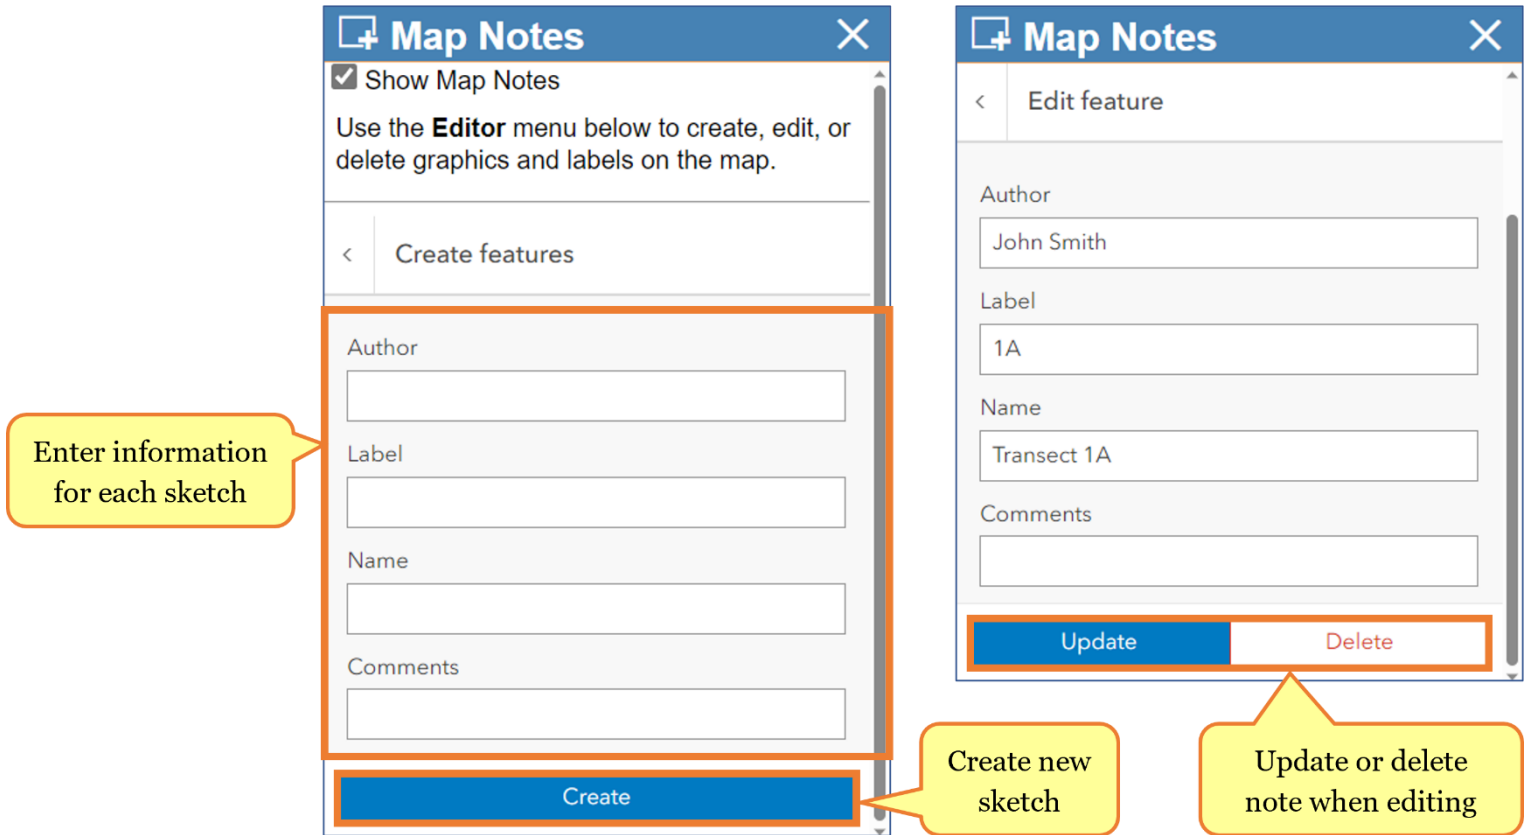 Map Notes
Show Map Notes
Use the Editor menu below to create, edit, or
delete graphics and labels on the map.
Create features
Author
Label
Name
Comments
Create
Enter information
for each sketch
Create new
sketch
Map Notes
Edit feature
Author
John Smith
Label
1A
Name
Transect 1A
Comments
Update
Delete
Update or delete
note when editing